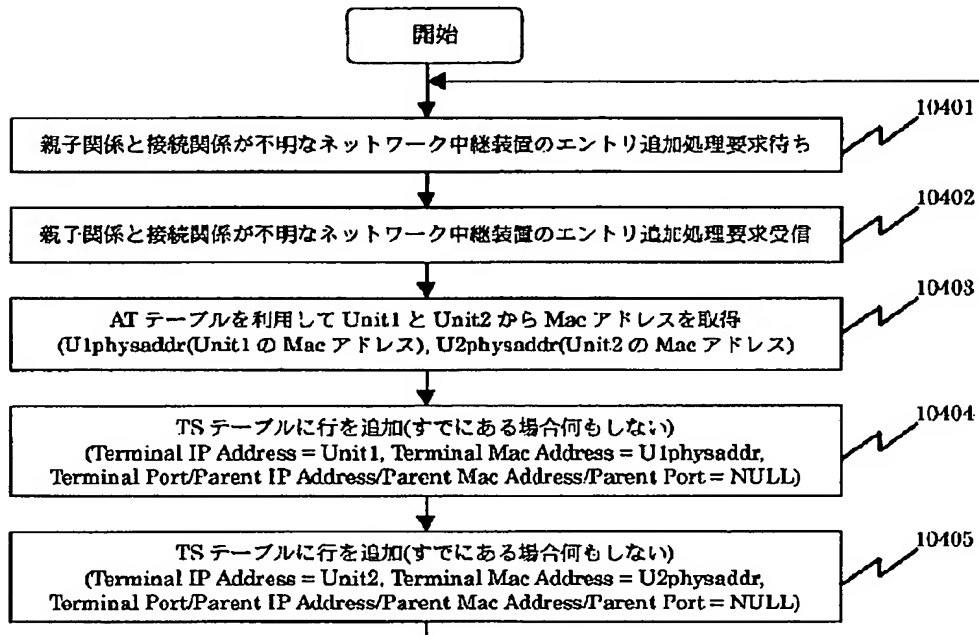 開始
親子関係と接続関係が不明なネットワーク中継装置のエントリ追加処理要求待ち
10401
親子関係と接続関係が不明なネットワーク中継装置のエントリ追加処理要求受信
10402
AT テーブルを利用して Unit1 と Unit2 から Mac アドレスを取得
(U1physaddr(Unit1 の Mac アドレス), U2physaddr(Unit2 の Mac アドレス)
10403
TS テーブルに行を追加(すでにある場合何もしない)
(Terminal IP Address = Unit1, Terminal Mac Address = U1physaddr,
Terminal Port/Parent IP Address/Parent Mac Address/Parent Port = NULL)
10404
TS テーブルに行を追加(すでにある場合何もしない)
(Terminal IP Address = Unit2, Terminal Mac Address = U2physaddr,
Terminal Port/Parent IP Address/Parent Mac Address/Parent Port = NULL)
10405